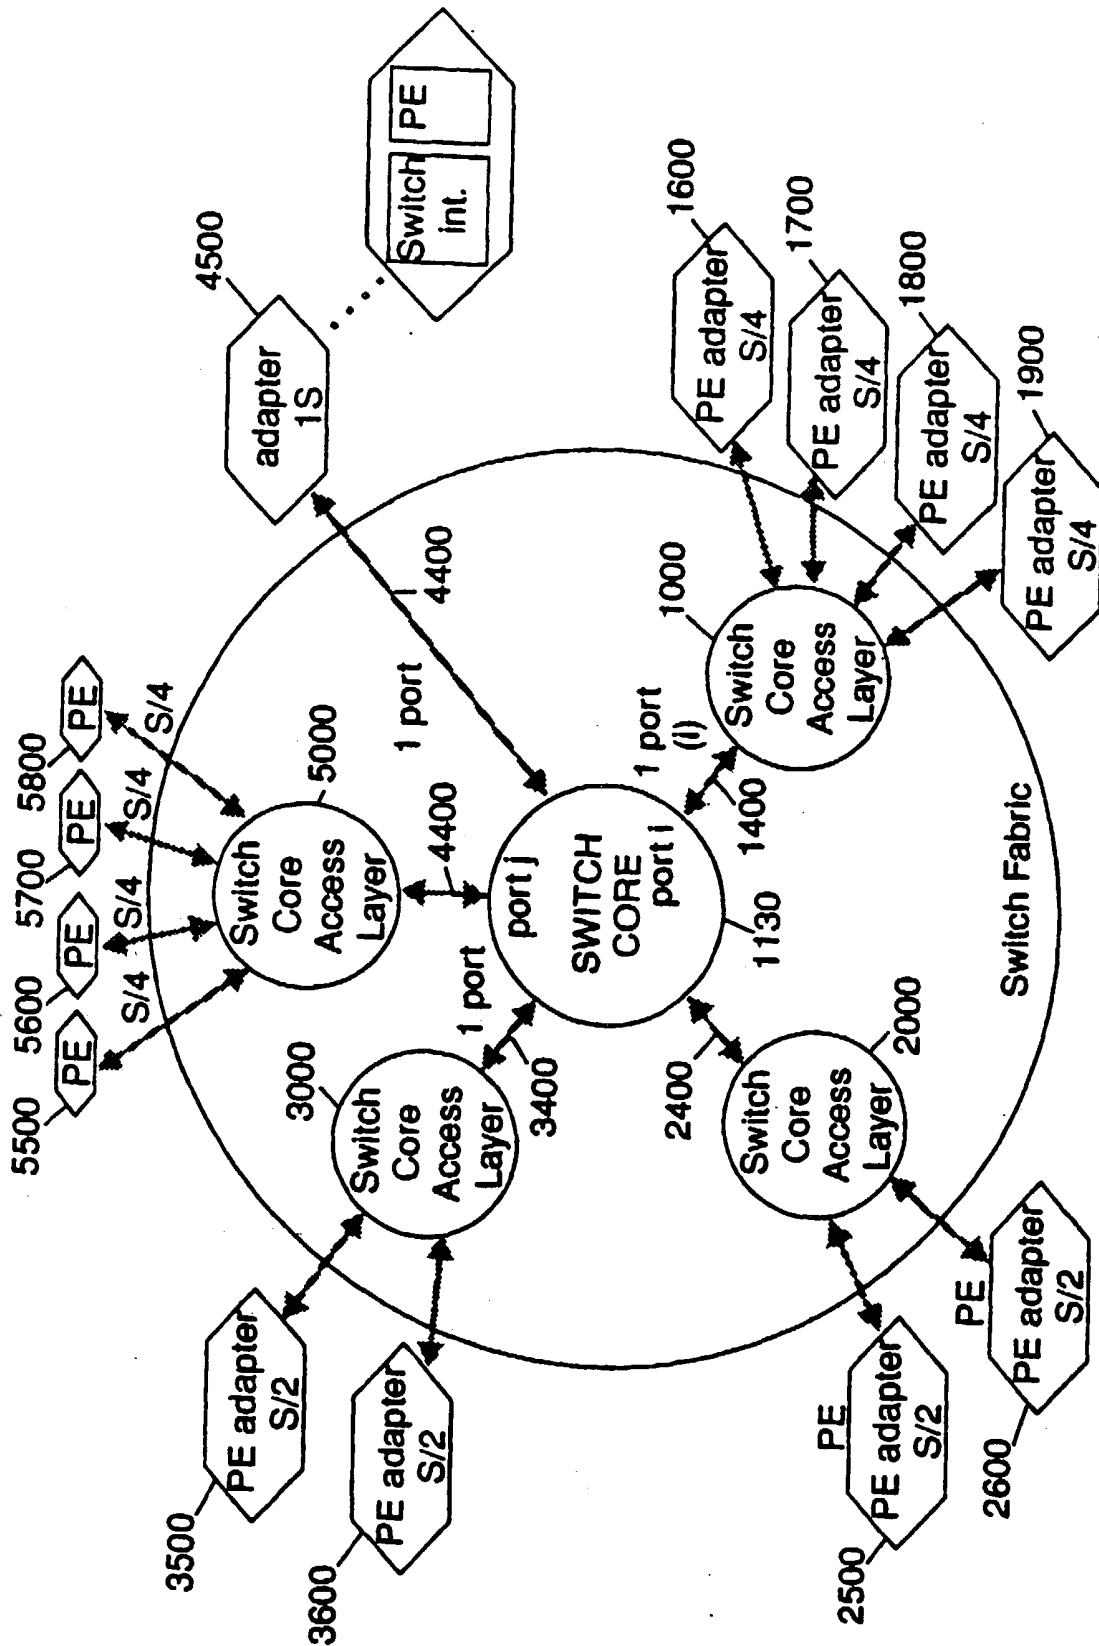 3500
PE adapter
S/2
3600
PE adapter
S/2
5500
PE
5600
PE
5700
PE
5800
PE
S/4
S/4
S/4
S/4
4500
adapter
1S
Switch
int.
PE
3000
Switch
Core
Access
Layer
5000
Switch
Core
Access
Layer
1 port
4400
1 port
3400
4400
port j
SWITCH
CORE
port i
1130
1 port
(i)
1400
2400
2000
Switch
Core
Access
Layer
1000
Switch
Core
Access
Layer
1600
PE adapter
S/4
1700
PE adapter
S/4
1800
PE adapter
S/4
1900
PE adapter
S/4
2500
PE
PE adapter
S/2
2600
PE
PE adapter
S/2
Switch Fabric